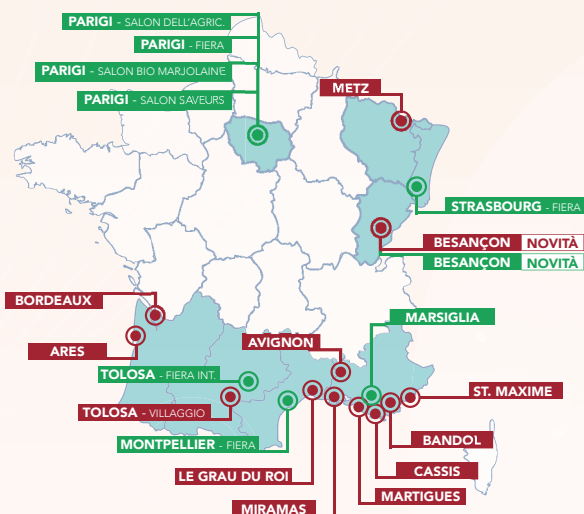 PARIGI - SALON DELL'AGRIC.
PARIGI - FIERA
PARIGI - SALON BIO MARJOLAINE
PARIGI - SALON SAVEURS
METZ
STRASBOURG - FIERA
BESANÇON NOVITÀ
BESANÇON NOVITÀ
BORDEAUX
MARSIGLIA
ARES
AVIGNON
TOLOSA - FIERA INT.
ST. MAXIME
TOLOSA - VILLAGGIO
MONTPELLIER - FIERA
BANDOL
CASSIS
LE GRAU DU ROI
MARTIGUES
MIRAMAS